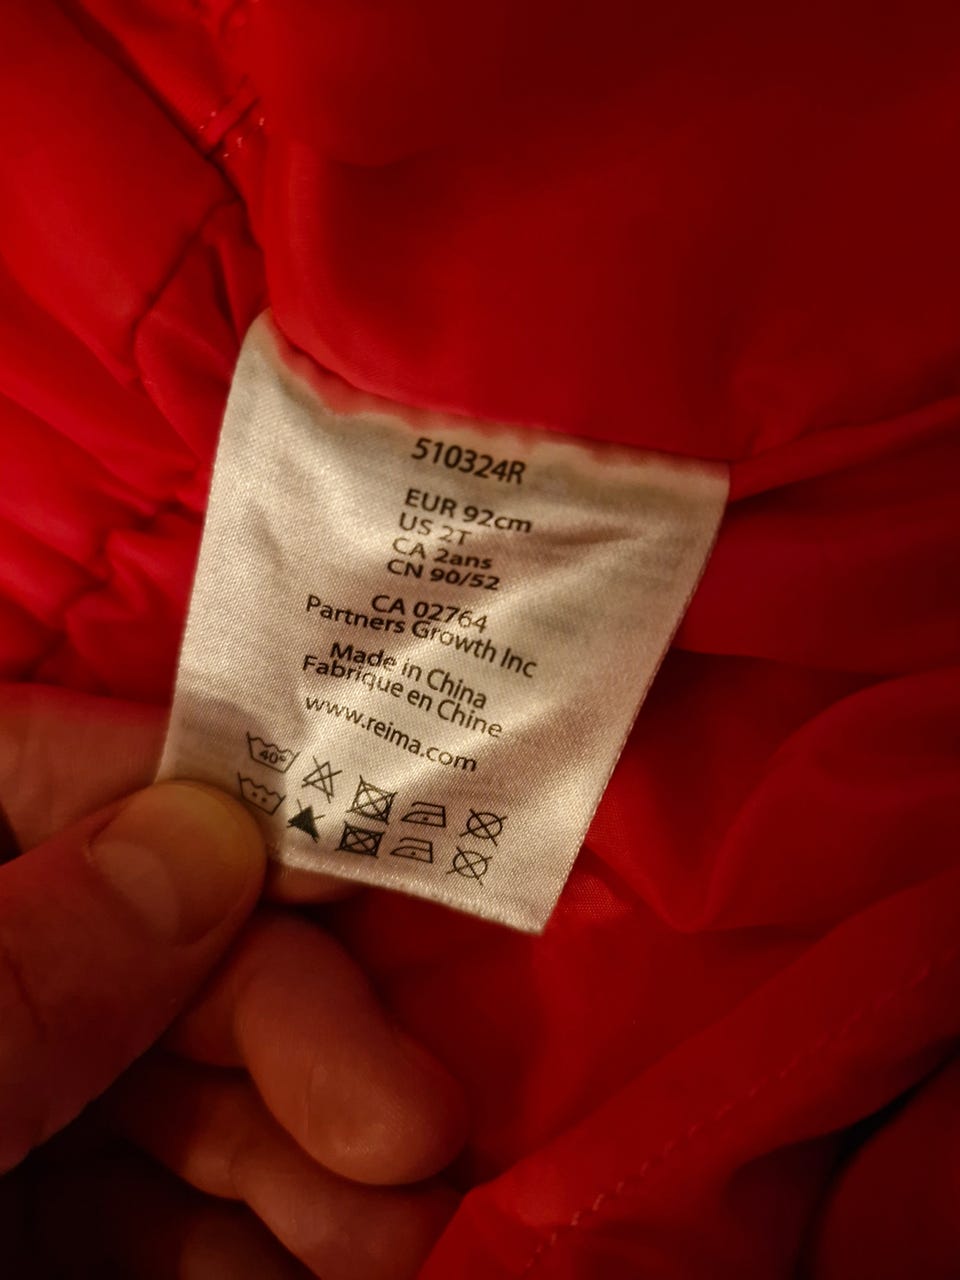 510324R
EUR 92cm
US 2T
CA 2ans
CN 90/52
CA 02764
Partners Growth Inc
Made in China
Fabrique en Chine
www.reima.com
40°